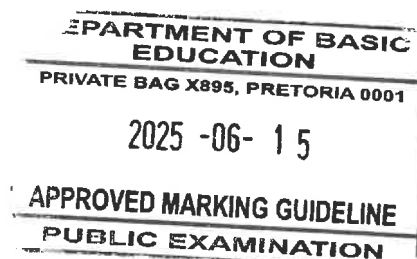 EPARTMENT OF BASIC
EDUCATION
PRIVATE BAG X895, PRETORIA 0001
2025 -06- 15
APPROVED MARKING GUIDELINE
PUBLIC EXAMINATION